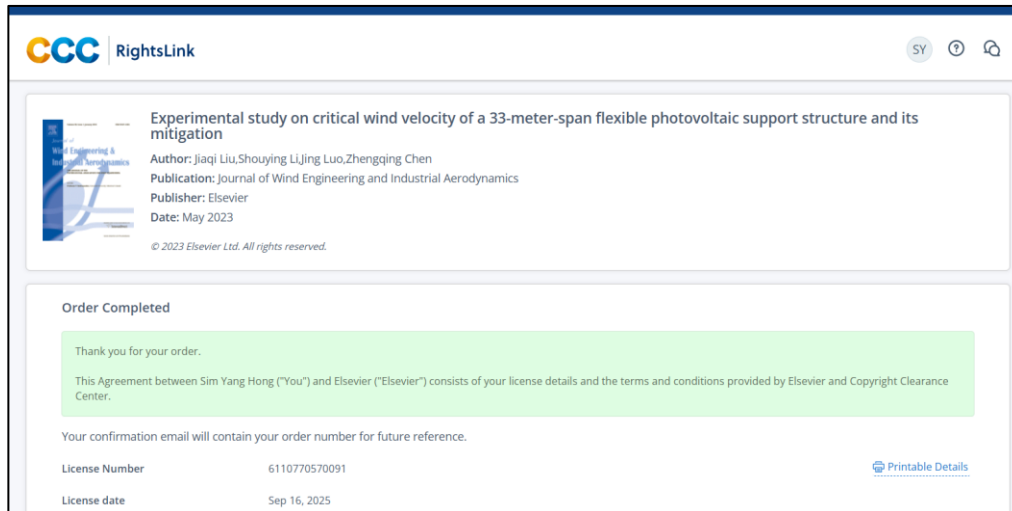 CCC RightsLink
SY
Experimental study on critical wind velocity of a 33-meter-span flexible photovoltaic support structure and its
mitigation
Author: Jiaqi Liu,Shouying Li,Jing Luo,Zhengqing Chen
Publication: Journal of Wind Engineering and Industrial Aerodynamics
Publisher: Elsevier
Date: May 2023
© 2023 Elsevier Ltd. All rights reserved.
Wind Engineering &
Industrial Aerodynamics
Order Completed
Thank you for your order.
This Agreement between Sim Yang Hong ("You") and Elsevier ("Elsevier") consists of your license details and the terms and conditions provided by Elsevier and Copyright Clearance
Center.
Your confirmation email will contain your order number for future reference.
License Number 6110770570091
Printable Details
License date Sep 16, 2025